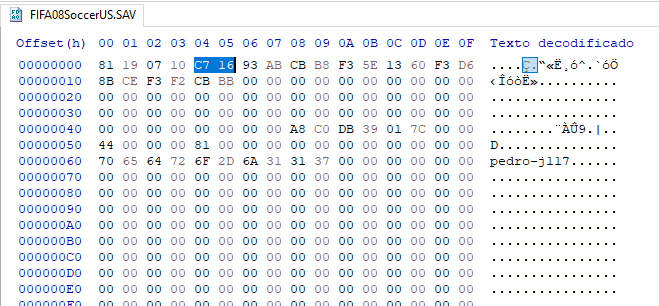 FIFA08SoccerUS.SAV
Offset(h) 00 01 02 03 04 05 06 07 08 09 0A 0B 0C 0D 0E 0F Texto decodificado
00000000 81 19 07 10 C7 16 93 AB CB B8 F3 5E 13 60 F3 D6 ....Ç.“«Ë¸ó^.`óÖ
00000010 8B CE F3 F2 CB BB 00 00 00 00 00 00 00 00 00 00 ‹ÎóòË»..........
00000020 00 00 00 00 00 00 00 00 00 00 00 00 00 00 00 00 ................
00000030 00 00 00 00 00 00 00 00 00 00 00 00 00 00 00 00 ................
00000040 00 00 00 00 00 00 00 00 A8 C0 DB 39 01 7C 00 00 ........¨ÀÛ9.|..
00000050 44 00 00 00 81 00 00 00 00 00 00 00 00 00 00 00 D...............
00000060 70 65 64 72 6F 2D 6A 31 31 37 00 00 00 00 00 00 pedro-j117......
00000070 00 00 00 00 00 00 00 00 00 00 00 00 00 00 00 00 ................
00000080 00 00 00 00 00 00 00 00 00 00 00 00 00 00 00 00 ................
00000090 00 00 00 00 00 00 00 00 00 00 00 00 00 00 00 00 ................
000000A0 00 00 00 00 00 00 00 00 00 00 00 00 00 00 00 00 ................
000000B0 00 00 00 00 00 00 00 00 00 00 00 00 00 00 00 00 ................
000000C0 00 00 00 00 00 00 00 00 00 00 00 00 00 00 00 00 ................
000000D0 00 00 00 00 00 00 00 00 00 00 00 00 00 00 00 00 ................
000000E0 00 00 00 00 00 00 00 00 00 00 00 00 00 00 00 00 ................